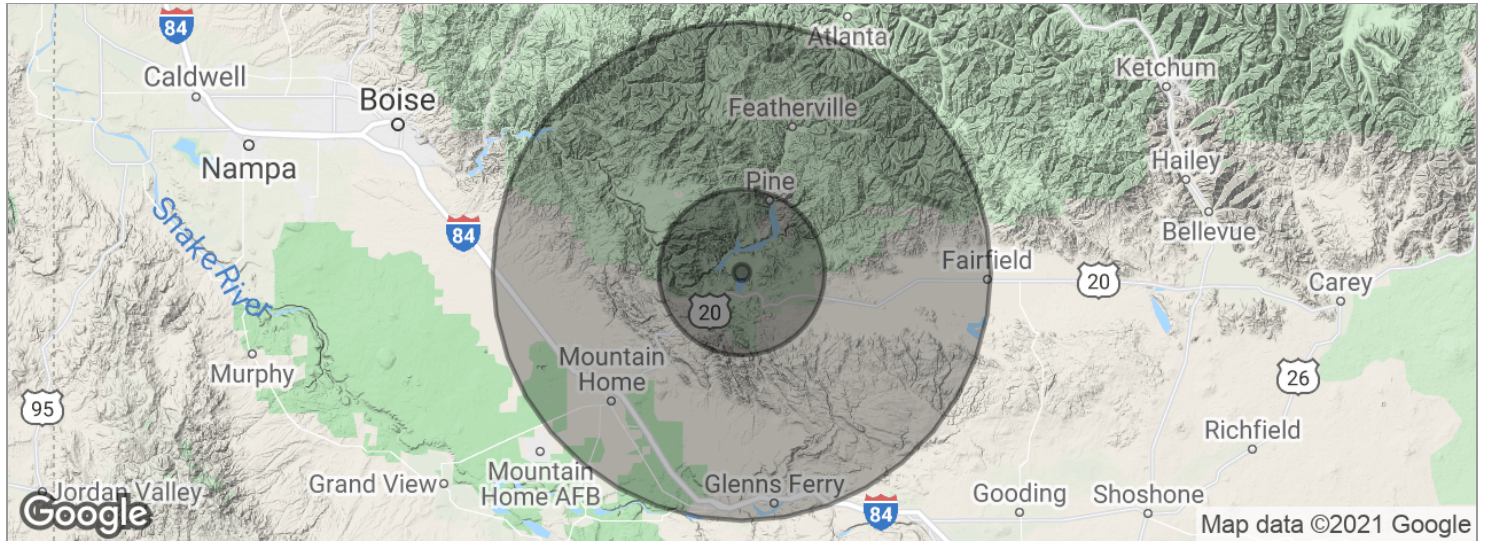 84
Atlanta
Caldwell
Ketchum
Boise
Featherville
Nampa
Hailey
Pine
Snake River
84
Bellevue
Fairfield
20
Carey
20
Mountain
Home
Murphy
26
95
Richfield
Mountain
Home AFB
Grand View
Glenns Ferry
Jordan Valley
84
Gooding
Shoshone
Google
Map data ©2021 Google